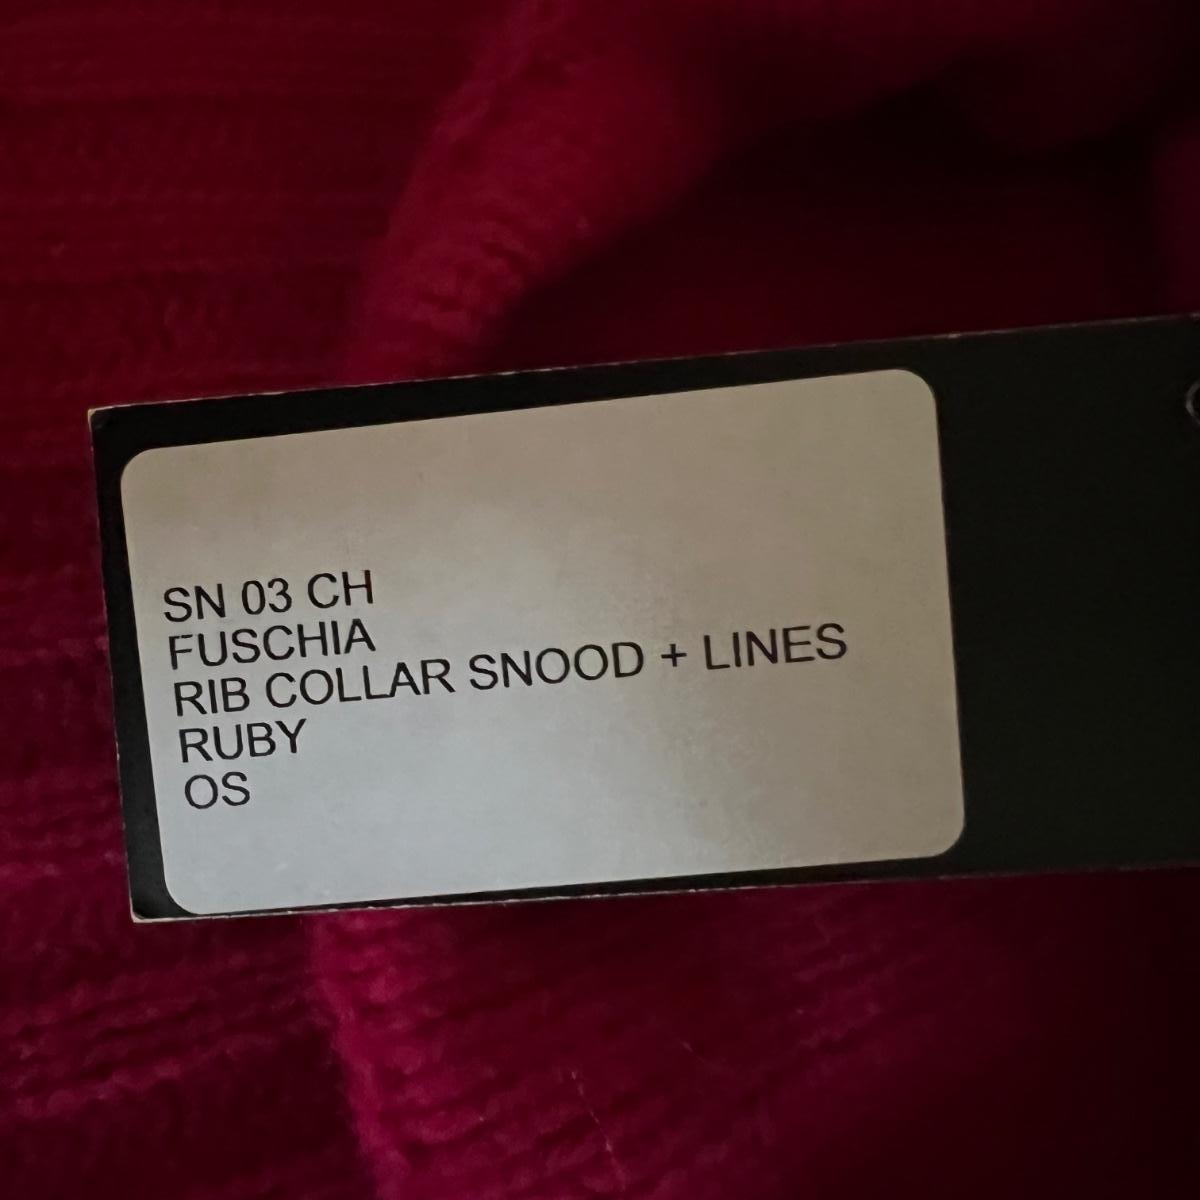 SN 03 CH
FUSCHIA
RIB COLLAR SNOOD + LINES
RUBY
OS